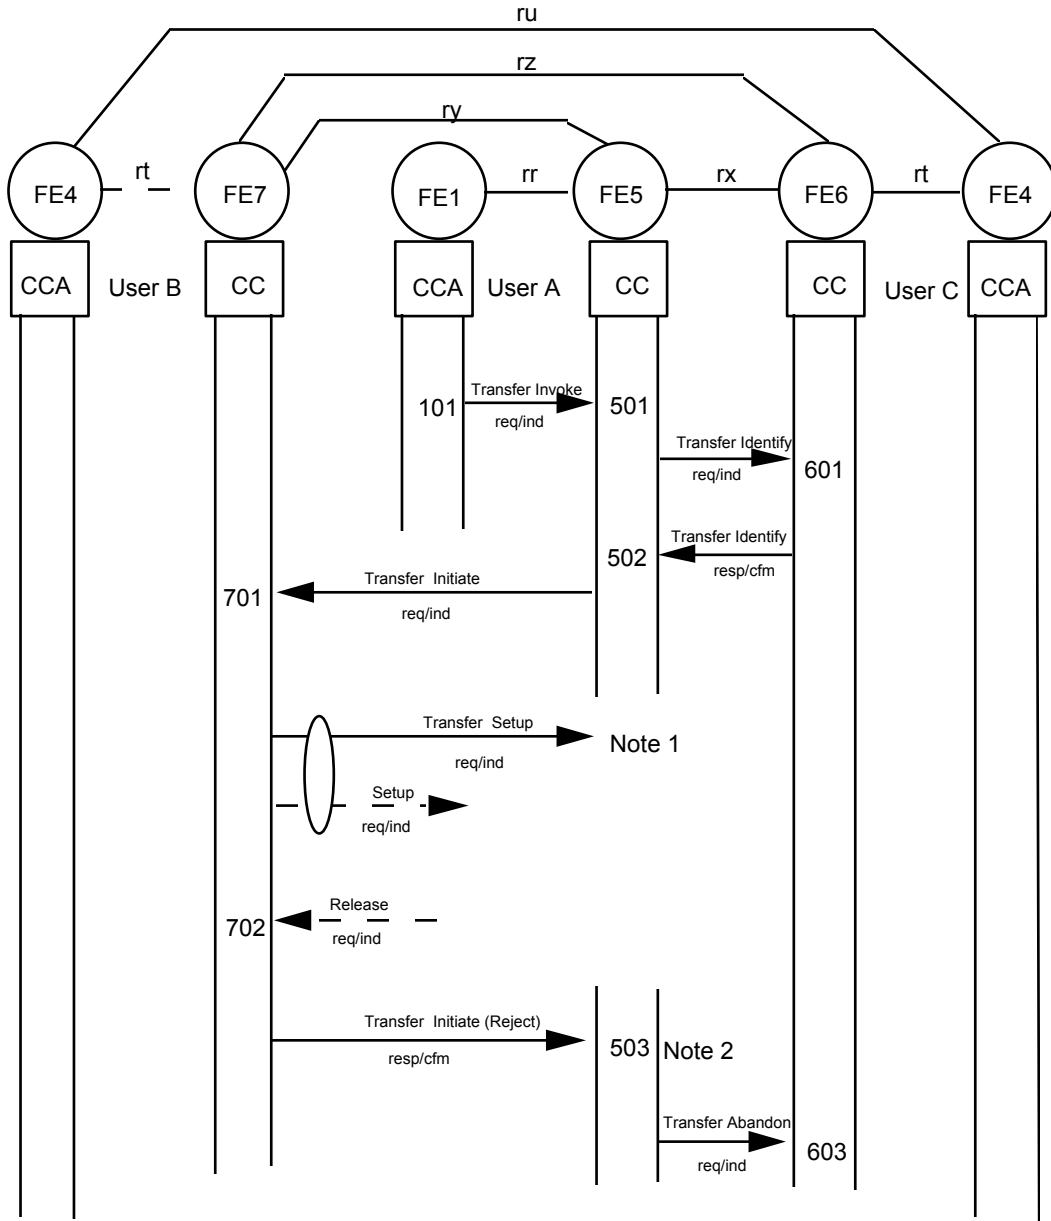 ru
rz
ry
rt
rr
rx
rt
FE4
FE7
FE1
FE5
FE6
FE4
CCA
User B
CC
CCA
User A
CC
CC
User C
CCA
Transfer Invoke
101
501
req/ind
Transfer Identify
601
req/ind
Transfer Identify
502
resp/cfm
Transfer Initiate
701
req/ind
Transfer Setup
Note 1
req/ind
Setup
req/ind
Release
702
req/ind
Transfer Initiate (Reject)
503
Note 2
resp/cfm
Transfer Abandon
603
req/ind